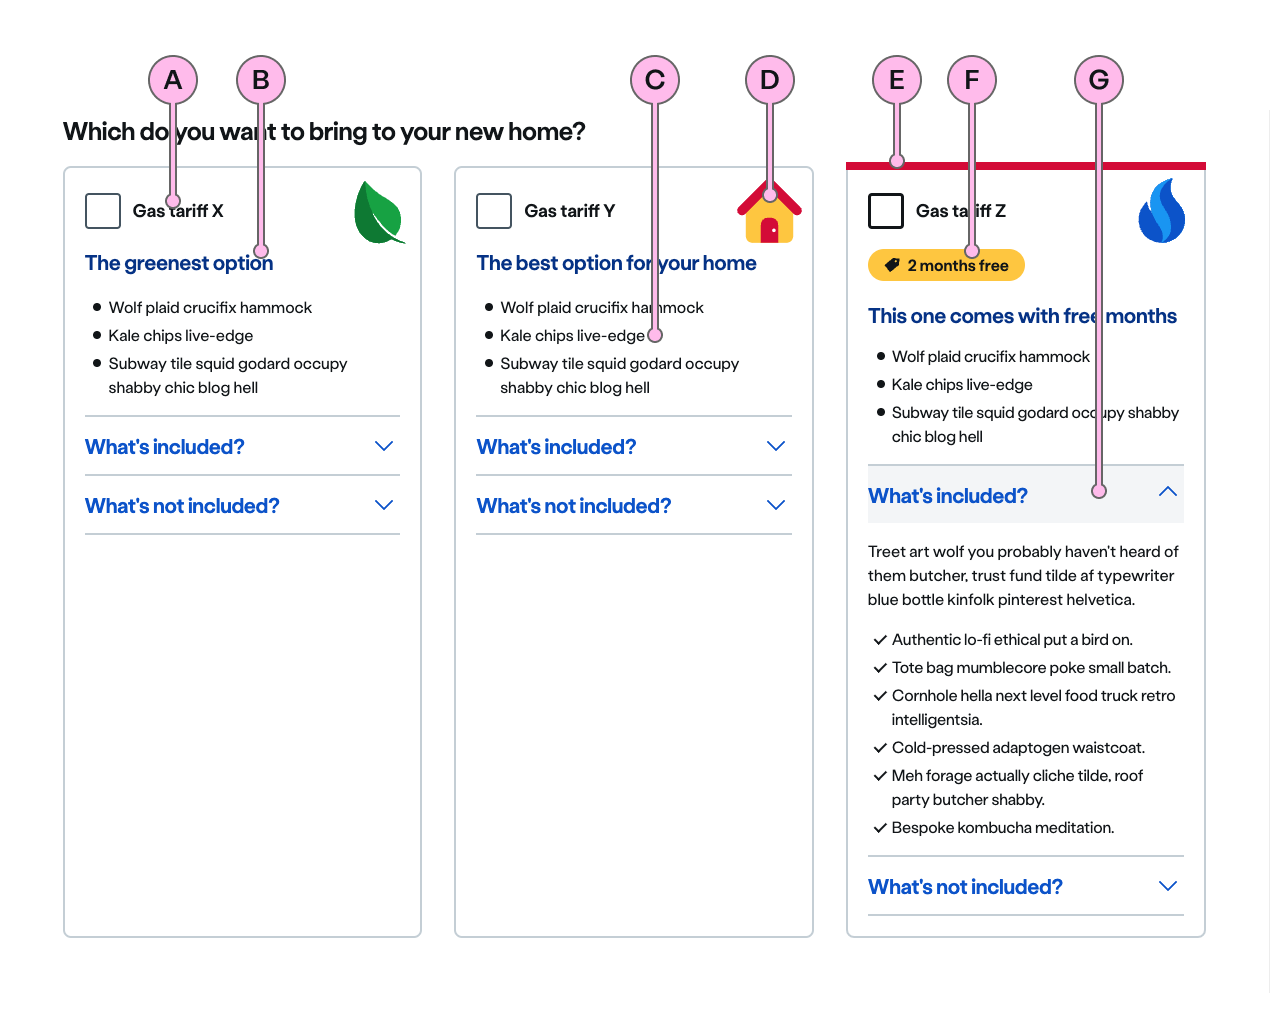 A
B
C
D
E
F
G
Which do you want to bring to your new home?
Gas tariff X
The greenest option
Wolf plaid crucifix hammock
Kale chips live-edge
Subway tile squid godard occupy
shabby chic blog hell
What's included?
What's not included?
Gas tariff Y
The best option for your home
Wolf plaid crucifix hammock
Kale chips live-edge
Subway tile squid godard occupy
shabby chic blog hell
What's included?
What's not included?
Gas tariff Z
2 months free
This one comes with free months
Wolf plaid crucifix hammock
Kale chips live-edge
Subway tile squid godard occupy shabby
chic blog hell
What's included?
Treet art wolf you probably haven't heard of
them butcher, trust fund tilde af typewriter
blue bottle kinfolk pinterest helvetica.
Authentic lo-fi ethical put a bird on.
Tote bag mumblecore poke small batch.
Cornhole hella next level food truck retro
intelligentsia.
Cold-pressed adaptogen waistcoat.
Meh forage actually cliche tilde, roof
party butcher shabby.
Bespoke kombucha meditation.
What's not included?